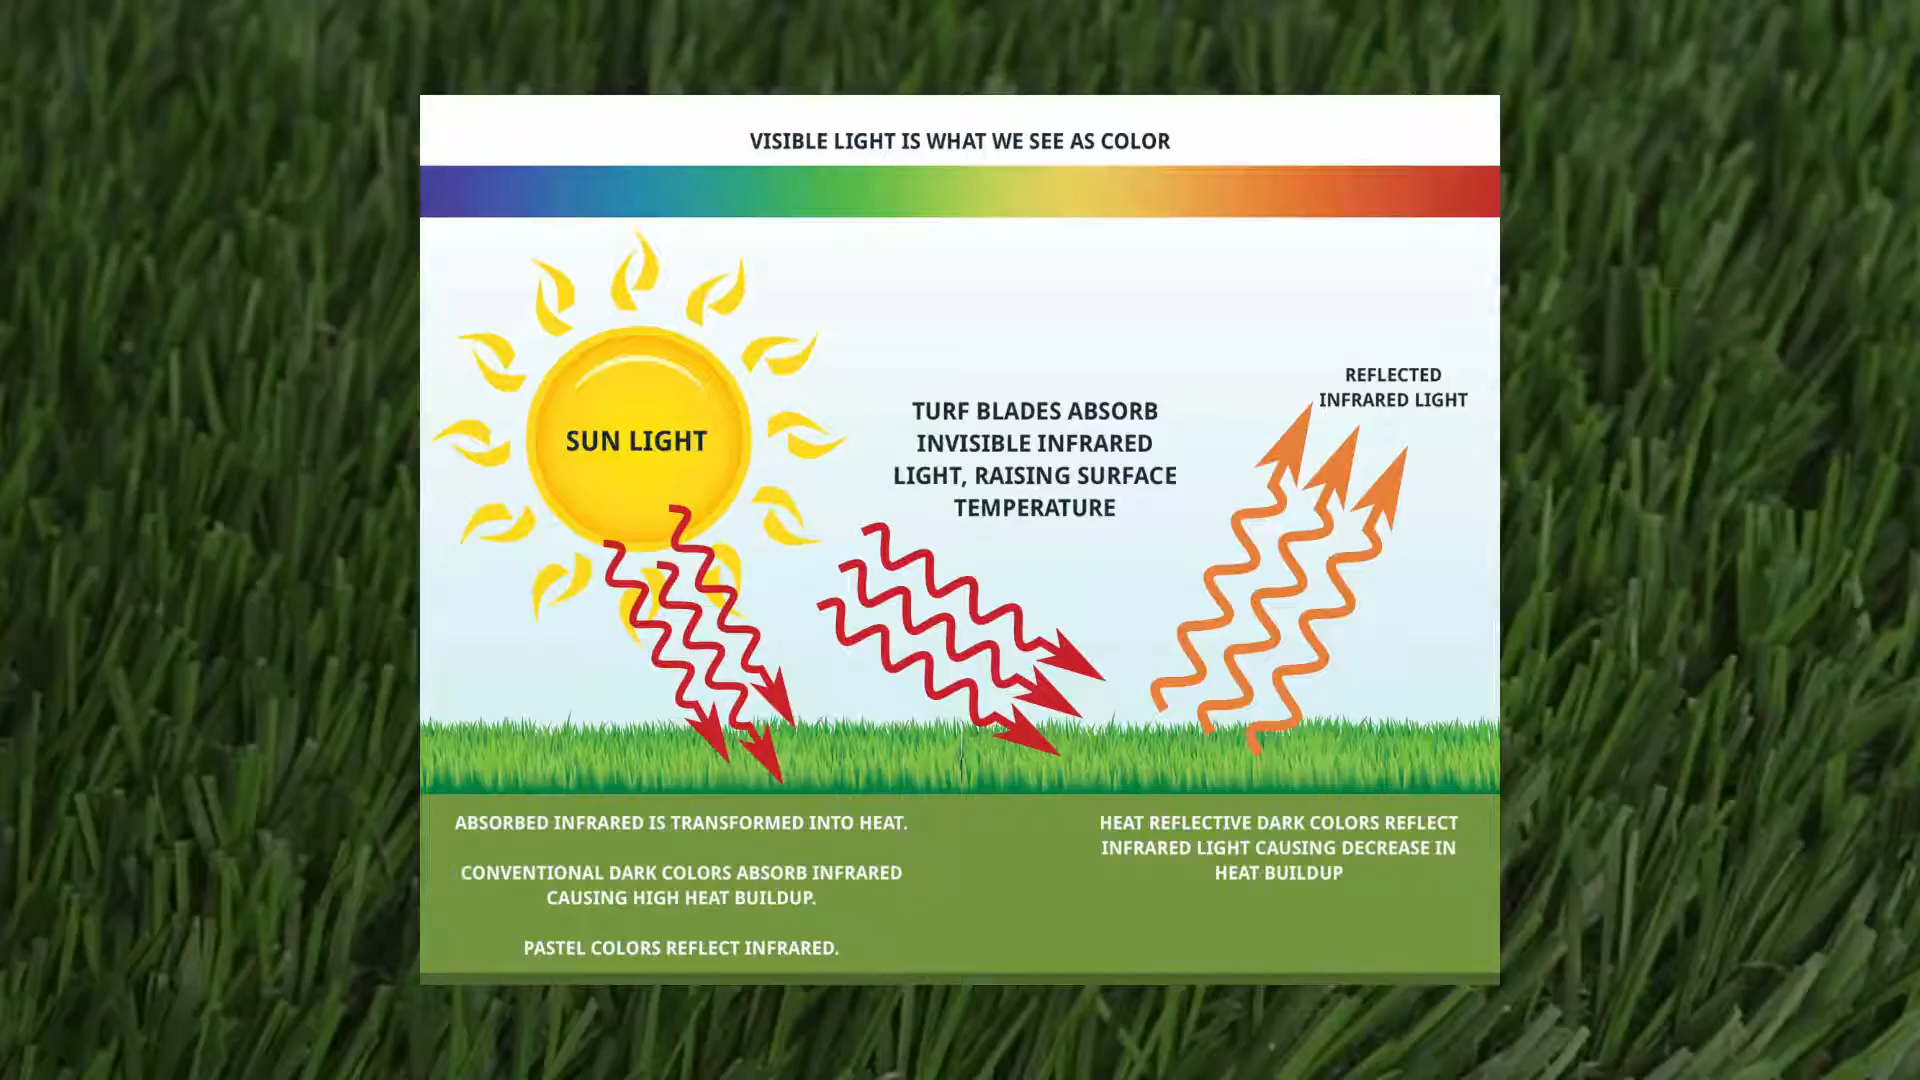 VISIBLE LIGHT IS WHAT WE SEE AS COLOR
SUN LIGHT
TURF BLADES ABSORB
INVISIBLE INFRARED
LIGHT, RAISING SURFACE
TEMPERATURE
REFLECTED
INFRARED LIGHT
ABSORBED INFRARED IS TRANSFORMED INTO HEAT.
CONVENTIONAL DARK COLORS ABSORB INFRARED
CAUSING HIGH HEAT BUILDUP.
PASTEL COLORS REFLECT INFRARED.
HEAT REFLECTIVE DARK COLORS REFLECT
INFRARED LIGHT CAUSING DECREASE IN
HEAT BUILDUP